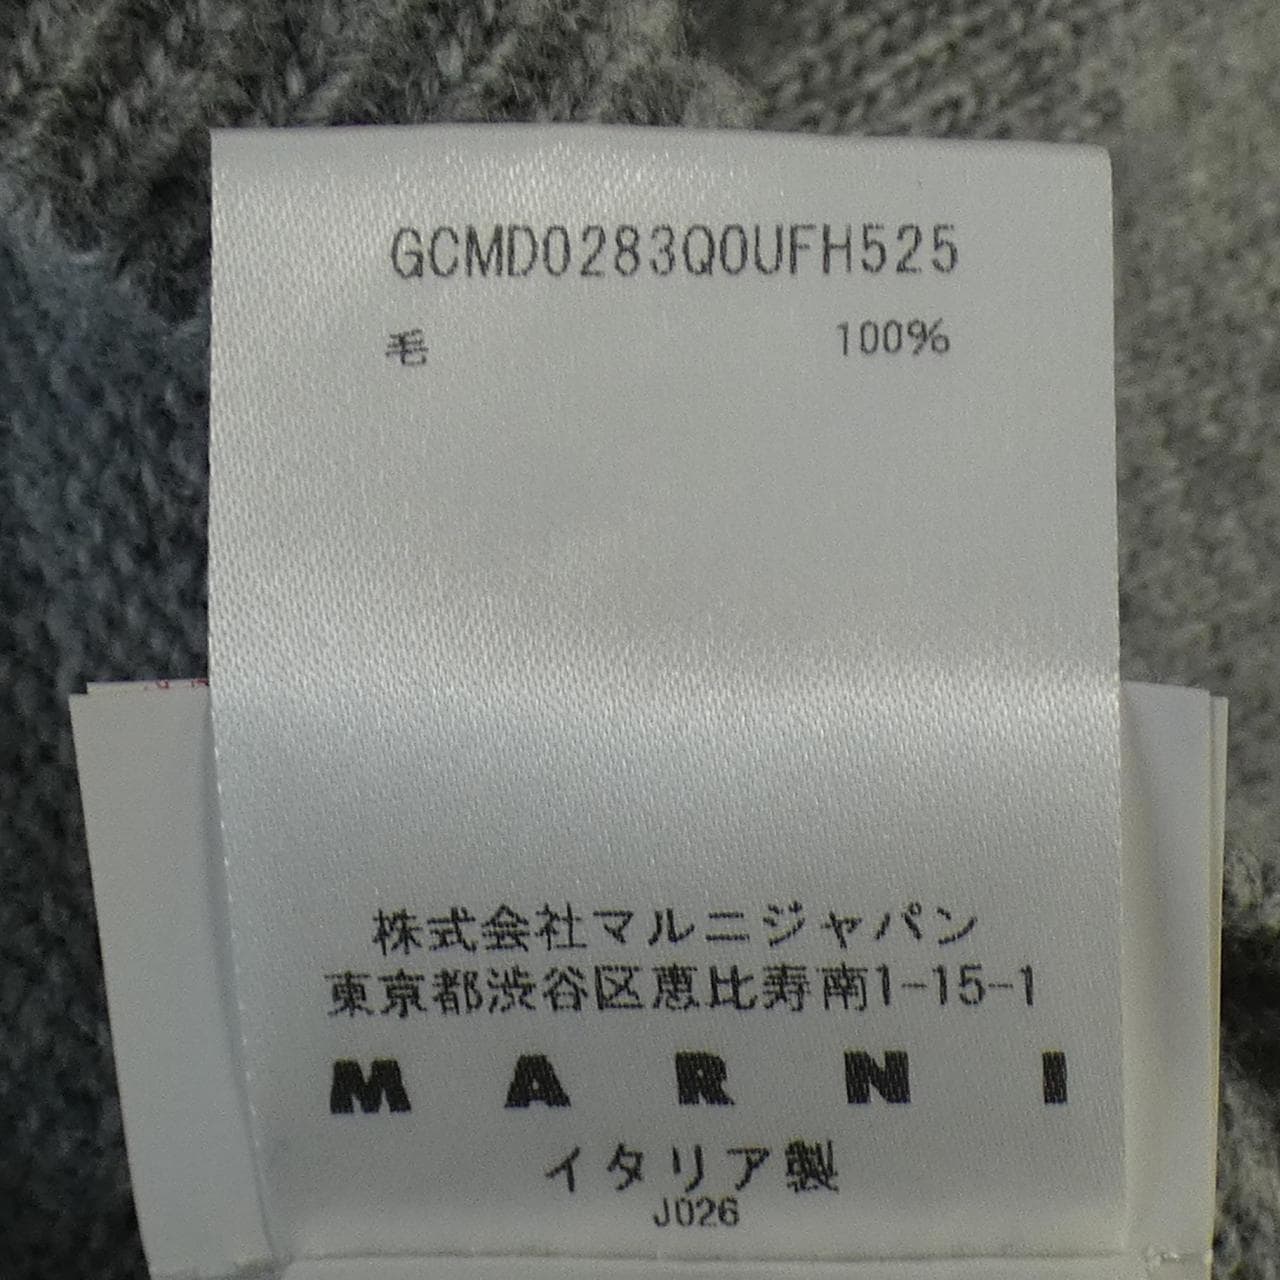 GCMD0283Q0UFH525
毛 100%
株式会社マルニジャパン
東京都渋谷区恵比寿南1-15-1
MARNI
イタリア製
J026